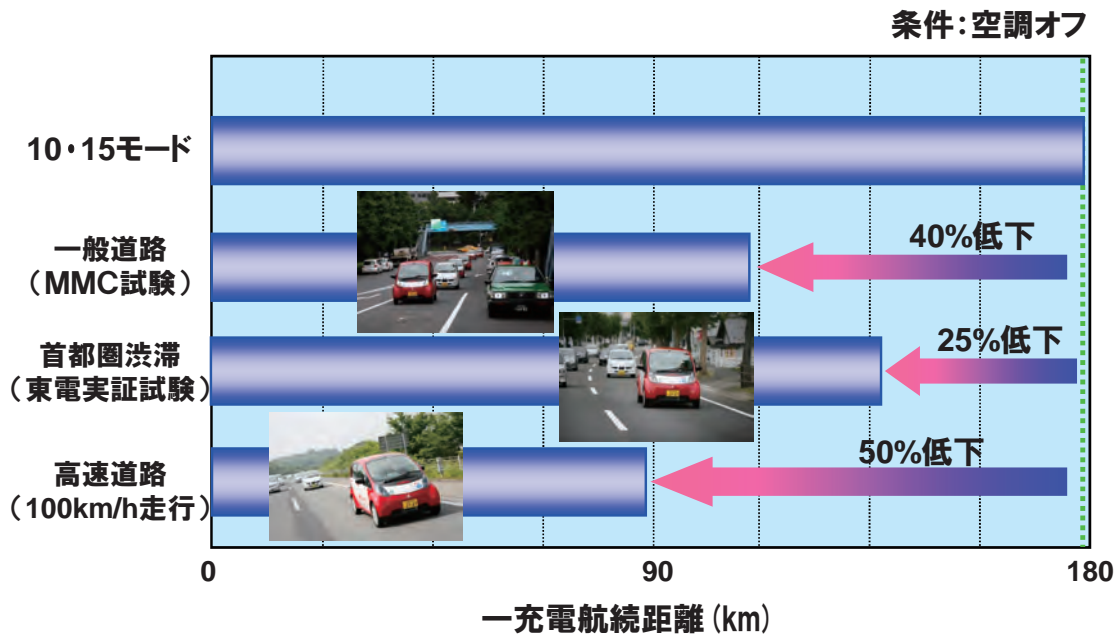 条件：空調オフ
10・15モード
一般道路
（MMC試験）
40%低下
首都圏渋滞
（東電実証試験）
25%低下
高速道路
（100km/h走行）
50%低下
0
90
180
一充電航続距離（km）